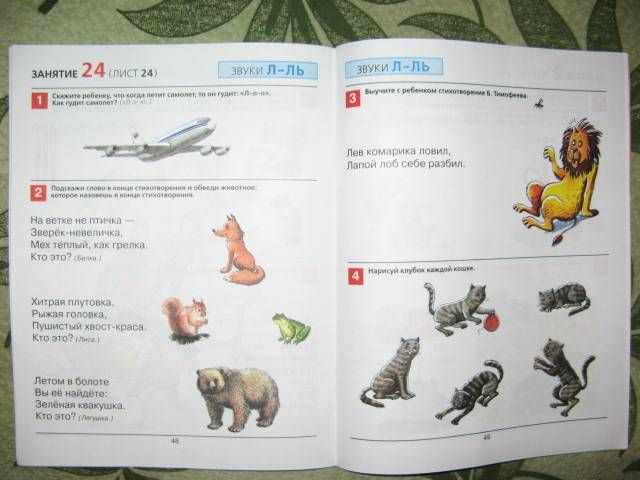 ЗАНЯТИЕ 24 (ЛИСТ 24)
ЗВУКИ Л–ЛЬ
1
Скажите ребенку, что когда летит самолет, то он гудит: «Л-л-л».
Как гудит самолет? («Л-л-л».)
2
Подскажи слово в конце стихотворения и обведи животное,
которое назовешь в конце стихотворения.
На ветке не птичка —
Зверёк-невеличка,
Мех тёплый, как грелка.
Кто это? (Белка.)
Хитрая плутовка,
Рыжая головка,
Пушистый хвост-краса.
Кто это? (Лиса.)
Летом в болоте
Вы её найдёте:
Зелёная квакушка.
Кто это? (Лягушка.)
48
ЗВУКИ Л–ЛЬ
3
Выучите с ребенком стихотворения Б. Тимофеева.
Лев комарика ловил,
Лапой лоб себе разбил.
4
Нарисуй клубок каждой кошке.
49